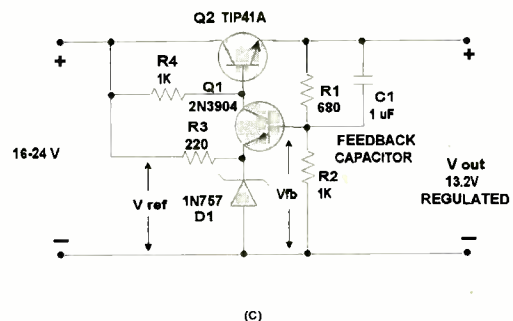 Q2 TIP41A
+
+
R4
1K
Q1
2N3904
R1
680
C1
1 uF
R3
220
FEEDBACK
CAPACITOR
16-24 V
V ref
1N757
D1
Vfb
R2
1K
V out
13.2V
REGULATED
−
−
(C)